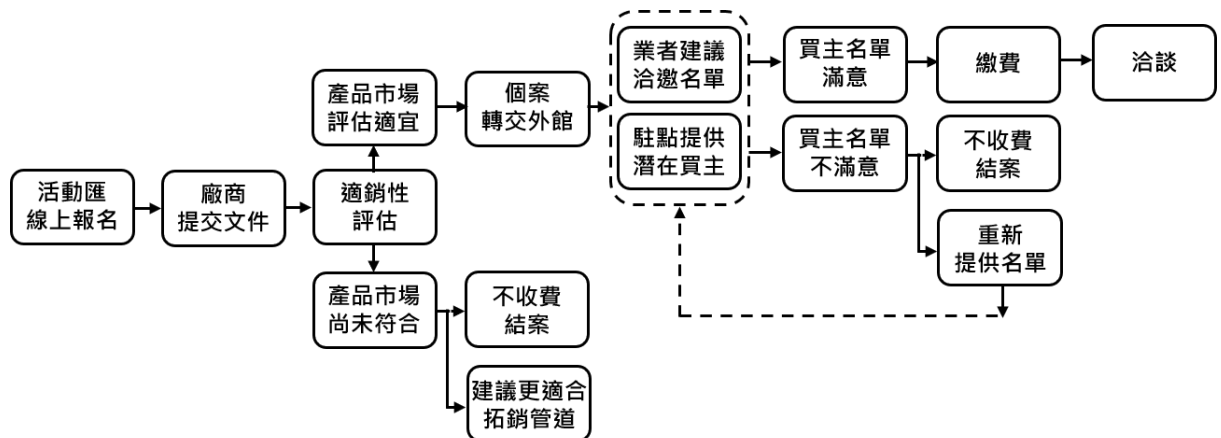 活動匯
線上報名
廠商
提交文件
適銷性
評估
產品市場
評估適宜
個案
轉交外館
業者建議
洽邀名單
駐點提供
潛在買主
買主名單
滿意
繳費
洽談
買主名單
不滿意
不收費
結案
重新
提供名單
產品市場
尚未符合
不收費
結案
建議更適合
拓銷管道